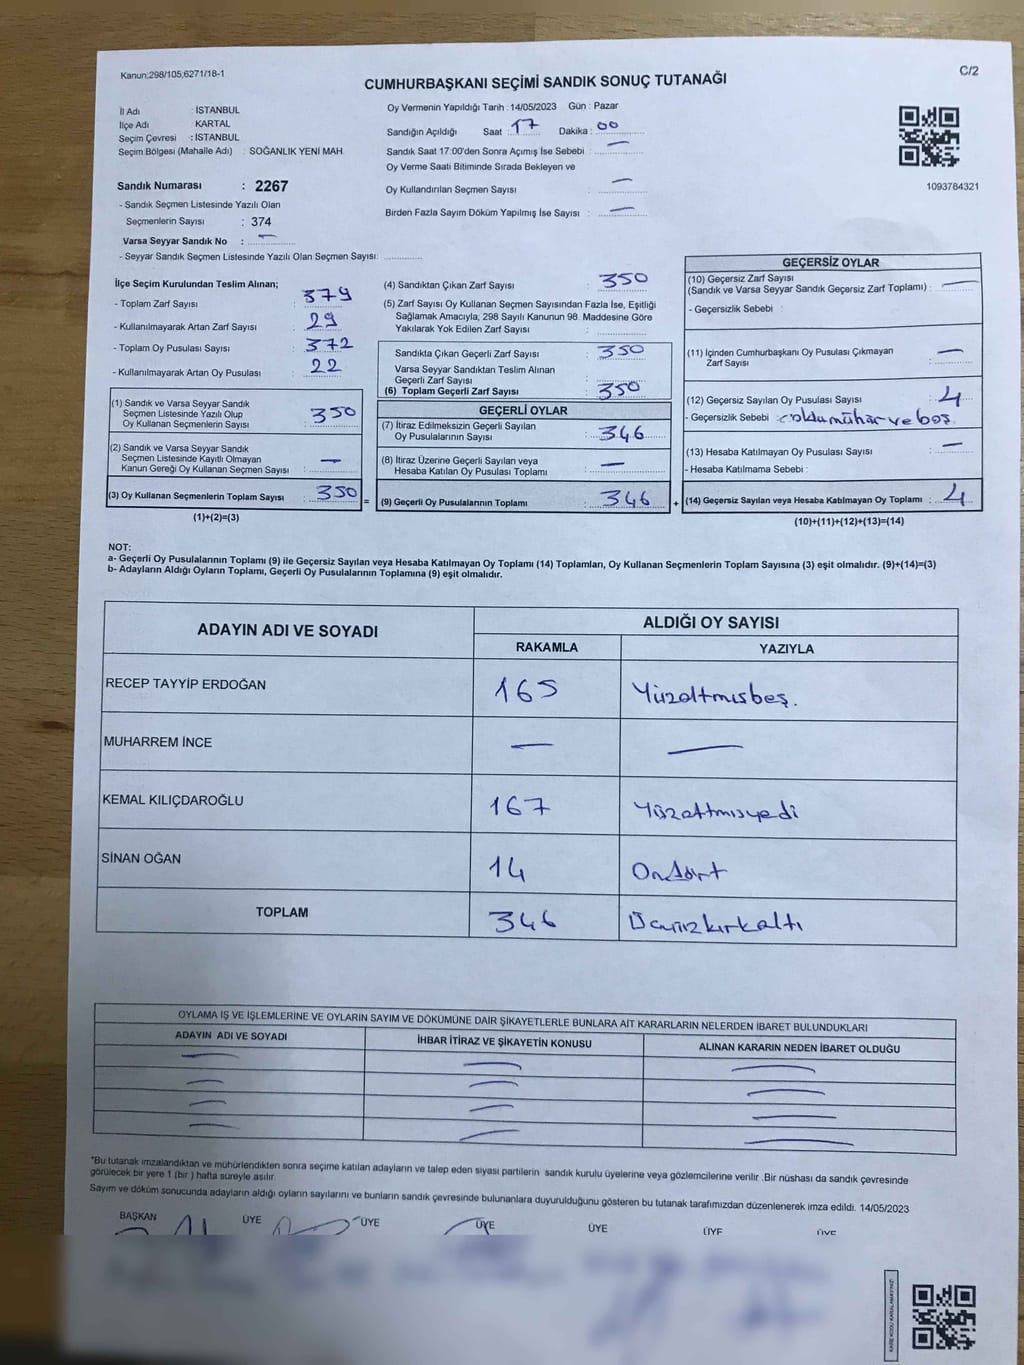 Kanun;298/105;6271/18-1
C/2
CUMHURBAŞKANI SEÇİMİ SANDIK SONUÇ TUTANAĞI
İl Adı : İSTANBUL
İlçe Adı KARTAL
Seçim Çevresi : İSTANBUL
Seçim Bölgesi (Mahalle Adı) : SOĞANLIK YENİ MAH.
Sandık Numarası : 2267
- Sandık Seçmen Listesinde Yazılı Olan
Seçmenlerin Sayısı : 374
Varsa Seyyar Sandık No : —
- Seyyar Sandık Seçmen Listesinde Yazılı Olan Seçmen Sayısı:
Oy Vermenin Yapıldığı Tarih : 14/05/2023 Gün : Pazar
Sandığın Açıldığı Saat : 17 Dakika : 00
Sandık Saat 17:00'den Sonra Açımış İse Sebebi : —
Oy Verme Saati Bitiminde Sırada Bekleyen ve
Oy Kullandırılan Seçmen Sayısı : —
Birden Fazla Sayım Döküm Yapılmış İse Sayısı : —
1093784321
İlçe Seçim Kurulundan Teslim Alınan;
- Toplam Zarf Sayısı : 379
- Kullanılmayarak Artan Zarf Sayısı : 29
- Toplam Oy Pusulası Sayısı : 372
- Kullanılmayarak Artan Oy Pusulası : 22
(1) Sandık ve Varsa Seyyar Sandık
Seçmen Listesinde Yazılı Olup
Oy Kullanan Seçmenlerin Sayısı : 350
(2) Sandık ve Varsa Seyyar Sandık
Seçmen Listesinde Kayıtlı Olmayan
Kanun Gereği Oy Kullanan Seçmen Sayısı : —
(3) Oy Kullanan Seçmenlerin Toplam Sayısı : 350 =
(1)+(2)=(3)
(4) Sandıktan Çıkan Zarf Sayısı : 350
(5) Zarf Sayısı Oy Kullanan Seçmen Sayısından Fazla İse, Eşitliği
Sağlamak Amacıyla; 298 Sayılı Kanunun 98. Maddesine Göre
Yakılarak Yok Edilen Zarf Sayısı :
Sandıkta Çıkan Geçerli Zarf Sayısı : 350
Varsa Seyyar Sandıktan Teslim Alınan
Geçerli Zarf Sayısı :
(6) Toplam Geçerli Zarf Sayısı : 350
GEÇERLİ OYLAR
(7) İtiraz Edilmeksizin Geçerli Sayılan
Oy Pusulalarının Sayısı : 346
(8) İtiraz Üzerine Geçerli Sayılan veya
Hesaba Katılan Oy Pusulası Toplamı : —
(9) Geçerli Oy Pusulalarının Toplamı : 346 +
GEÇERSİZ OYLAR
(10) Geçersiz Zarf Sayısı
(Sandık ve Varsa Seyyar Sandık Geçersiz Zarf Toplamı) : —
- Geçersizlik Sebebi :
(11) İçinden Cumhurbaşkanı Oy Pusulası Çıkmayan
Zarf Sayısı : —
(12) Geçersiz Sayılan Oy Pusulası Sayısı : 4
- Geçersizlik Sebebi : ve boş.
(13) Hesaba Katılmayan Oy Pusulası Sayısı : —
- Hesaba Katılmama Sebebi :
(14) Geçersiz Sayılan veya Hesaba Katılmayan Oy Toplamı : 4
(10)+(11)+(12)+(13)=(14)
NOT:
a- Geçerli Oy Pusulalarının Toplamı (9) ile Geçersiz Sayılan veya Hesaba Katılmayan Oy Toplamı (14) Toplamları, Oy Kullanan Seçmenlerin Toplam Sayısına (3) eşit olmalıdır. (9)+(14)=(3)
b- Adayların Aldığı Oyların Toplamı, Geçerli Oy Pusulalarının Toplamına (9) eşit olmalıdır.
ADAYIN ADI VE SOYADI
ALDIĞI OY SAYISI
RAKAMLA YAZIYLA
RECEP TAYYİP ERDOĞAN 165 Yüzaltmışbeş.
MUHARREM İNCE — —
KEMAL KILIÇDAROĞLU 167 Yüzaltmışyedi
SİNAN OĞAN 14 Ondört
TOPLAM 346 Üçyüzkırkaltı
OYLAMA İŞ VE İŞLEMLERİNE VE OYLARIN SAYIM VE DÖKÜMÜNE DAİR ŞİKAYETLERLE BUNLARA AİT KARARLARIN NELERDEN İBARET BULUNDUKLARI
ADAYIN ADI VE SOYADI İHBAR İTİRAZ VE ŞİKAYETİN KONUSU ALINAN KARARIN NEDEN İBARET OLDUĞU
"Bu tutanak imzalandıktan ve mühürlendikten sonra seçime katılan adayların ve talep eden siyasi partilerin sandık kurulu üyelerine veya gözlemcilerine verilir .Bir nüshası da sandık çevresinde
görülecek bir yere 1 (bir ) hafta süreyle asılır.
Sayım ve döküm sonucunda adayların aldığı oyların sayılarını ve bunların sandık çevresinde bulunanlara duyurulduğunu gösteren bu tutanak tarafımızdan düzenlenerek imza edildi. 14/05/2023
BAŞKAN ÜYE ÜYE ÜYE ÜYE ÜYE ÜYE